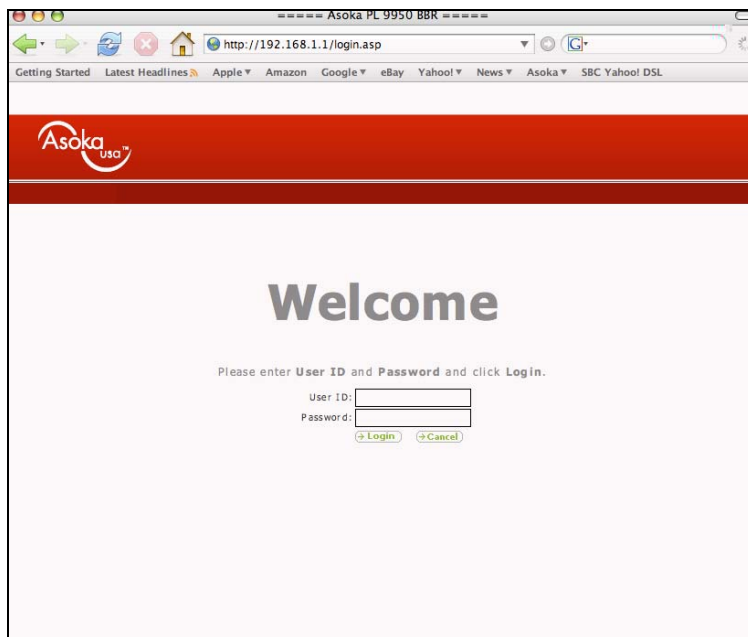 ===== Asoka PL 9950 BBR =====
http://192.168.1.1/login.asp
G
Getting Started Latest Headlines Apple Amazon Google eBay Yahoo! News Asoka SBC Yahoo! DSL
Asoka
usa™
Welcome
Please enter User ID and Password and click Login.
User ID:
Password:
Login Cancel